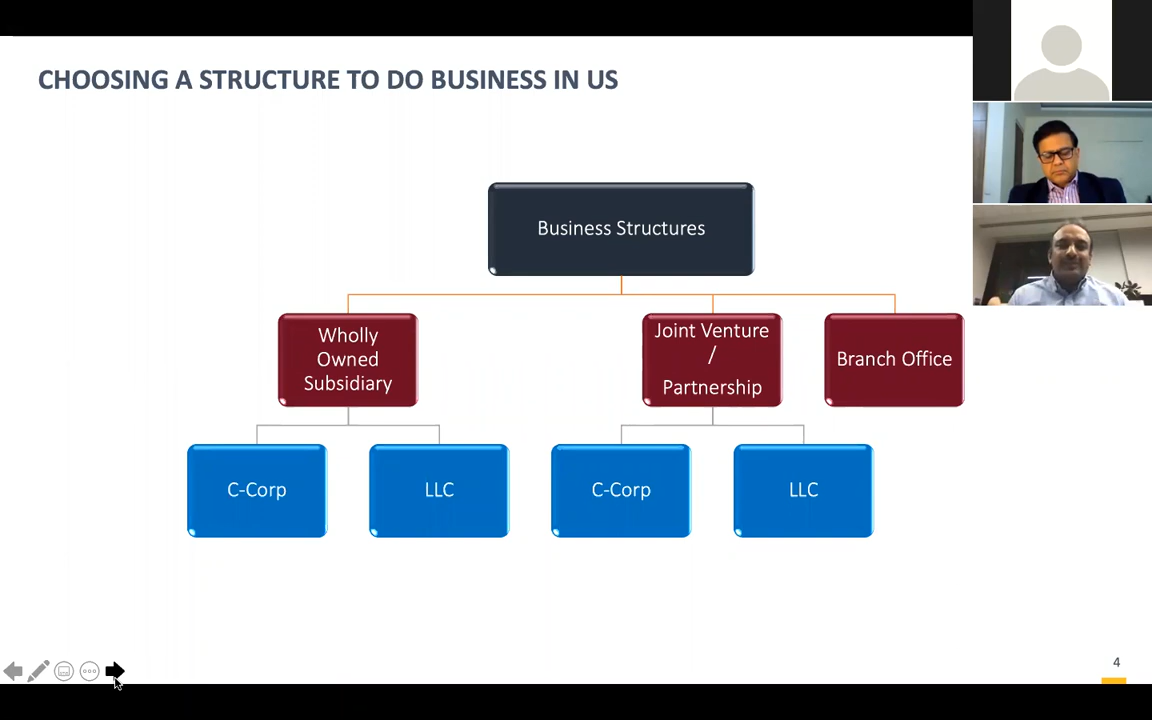 CHOOSING A STRUCTURE TO DO BUSINESS IN US
Business Structures
Wholly
Owned
Subsidiary
Joint Venture
/
Partnership
Branch Office
C-Corp
LLC
C-Corp
LLC
4